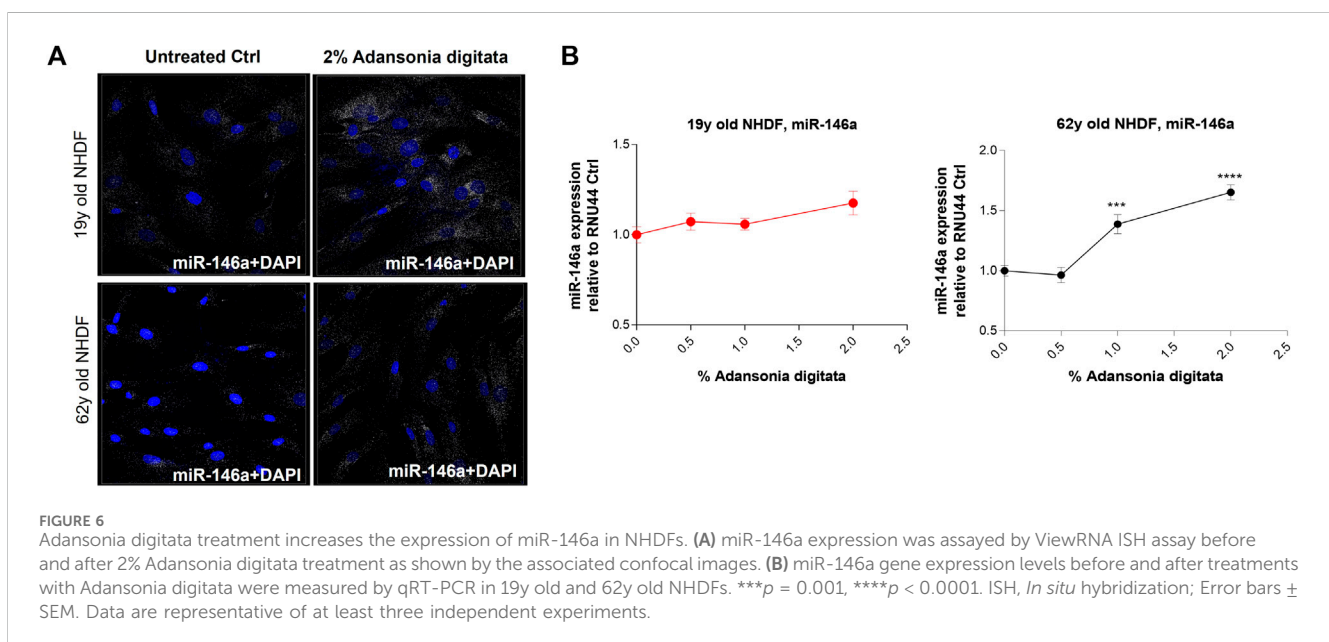 A
Untreated Ctrl
2% Adansonia digitata
19y old NHDF
miR-146a+DAPI
miR-146a+DAPI
62y old NHDF
miR-146a+DAPI
miR-146a+DAPI
B
19y old NHDF, miR-146a
miR-146a expression
relative to RNU44 Ctrl
1.5
1.0
0.5
0.0
0.5
1.0
1.5
2.0
2.5
% Adansonia digitata
62y old NHDF, miR-146a
miR-146a expression
relative to RNU44 Ctrl
2.0
1.5
1.0
0.5
***
****
0.0
0.5
1.0
1.5
2.0
2.5
% Adansonia digitata
FIGURE 6
Adansonia digitata treatment increases the expression of miR-146a in NHDFs. (A) miR-146a expression was assayed by ViewRNA ISH assay before
and after 2% Adansonia digitata treatment as shown by the associated confocal images. (B) miR-146a gene expression levels before and after treatments
with Adansonia digitata were measured by qRT-PCR in 19y old and 62y old NHDFs. ***p = 0.001, ****p < 0.0001. ISH, In situ hybridization; Error bars ±
SEM. Data are representative of at least three independent experiments.